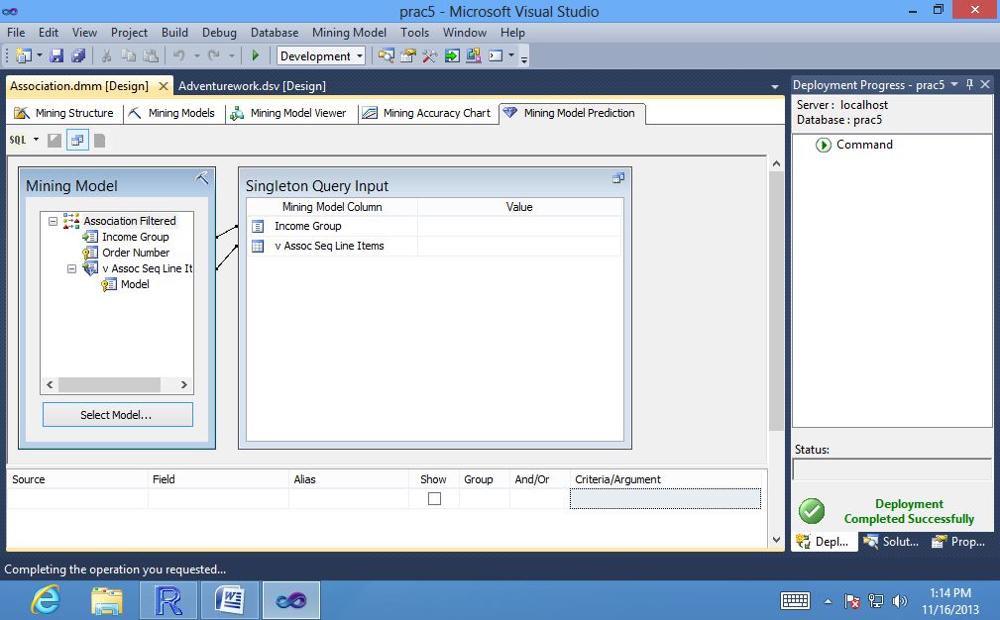 prac5 - Microsoft Visual Studio
File Edit View Project Build Debug Database Mining Model Tools Window Help
Development
Association.dmm [Design] Adventurework.dsv [Design]
Mining Structure Mining Models Mining Model Viewer Mining Accuracy Chart Mining Model Prediction
SQL
Mining Model
Association Filtered
Income Group
Order Number
v Assoc Seq Line It
Model
Select Model...
Singleton Query Input
Mining Model Column Value
Income Group
v Assoc Seq Line Items
Source Field Alias Show Group And/Or Criteria/Argument
Deployment Progress - prac5
Server : localhost
Database : prac5
Command
Status:
Deployment
Completed Successfully
Depl... Solut... Prop...
Completing the operation you requested...
1:14 PM
11/16/2013